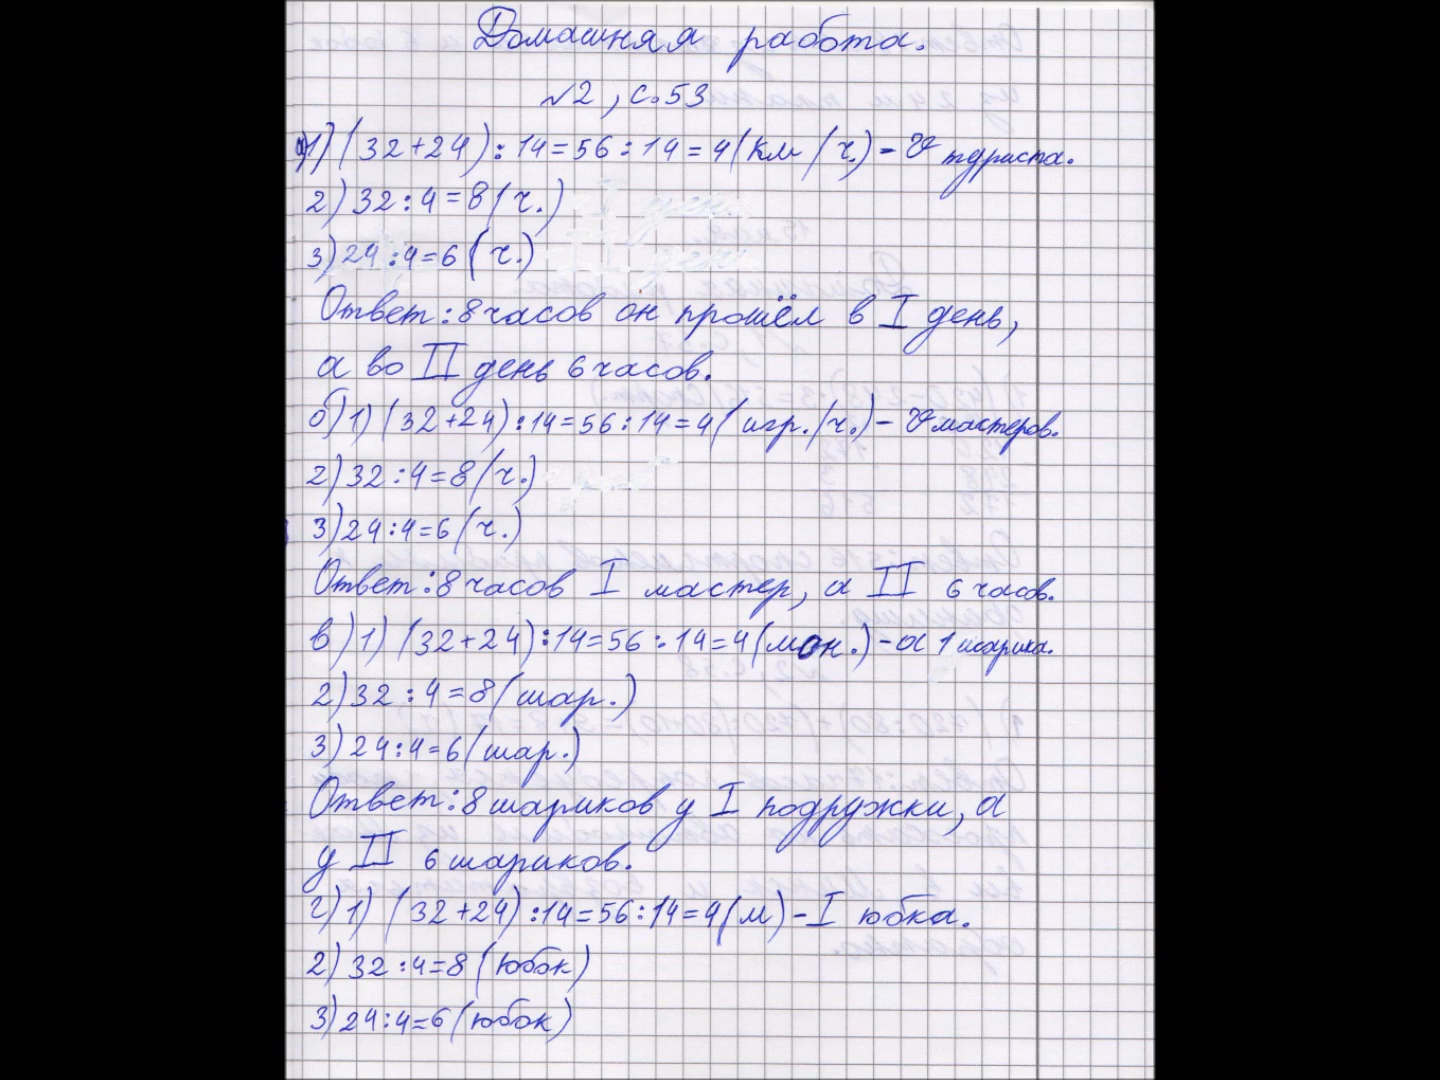 Домашняя работа.
№2, с.53
а)1) (32+24):14=56:14=4(км/ч.)-V туриста.
2) 32:4=8(ч.)
3) 24:4=6(ч.)
Ответ: 8 часов он прошёл в I день,
а во II день 6 часов.
б) 1) (32+24):14=56:14=4(игр./ч.)-V мастеров.
2) 32:4=8(ч.)
3) 24:4=6(ч.)
Ответ: 8 часов I мастер, а II 6 часов.
в) 1) (32+24):14=56:14=4(мон.)-а 1 шарика.
2) 32:4=8(шар.)
3) 24:4=6(шар.)
Ответ: 8 шариков у I подружки, а
у II 6 шариков.
г) 1) (32+24):14=56:14=4(м)-I юбка.
2) 32:4=8(юбок)
3) 24:4=6(юбок)